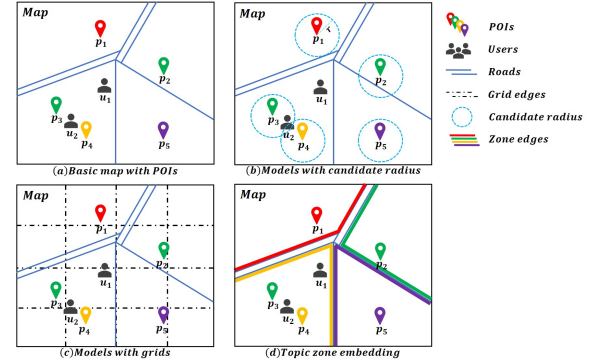 Map
p1
p2
u1
p3
u2
p4
p5
(a)Basic map with POIs
Map
p1
p2
u1
p3
u2
p4
p5
(b)Models with candidate radius
POIs
Users
Roads
Grid edges
Candidate radius
Zone edges
Map
p1
p2
u1
p3
u2
p4
p5
(c)Models with grids
Map
p1
p2
u1
p3
u2
p4
p5
(d)Topic zone embedding